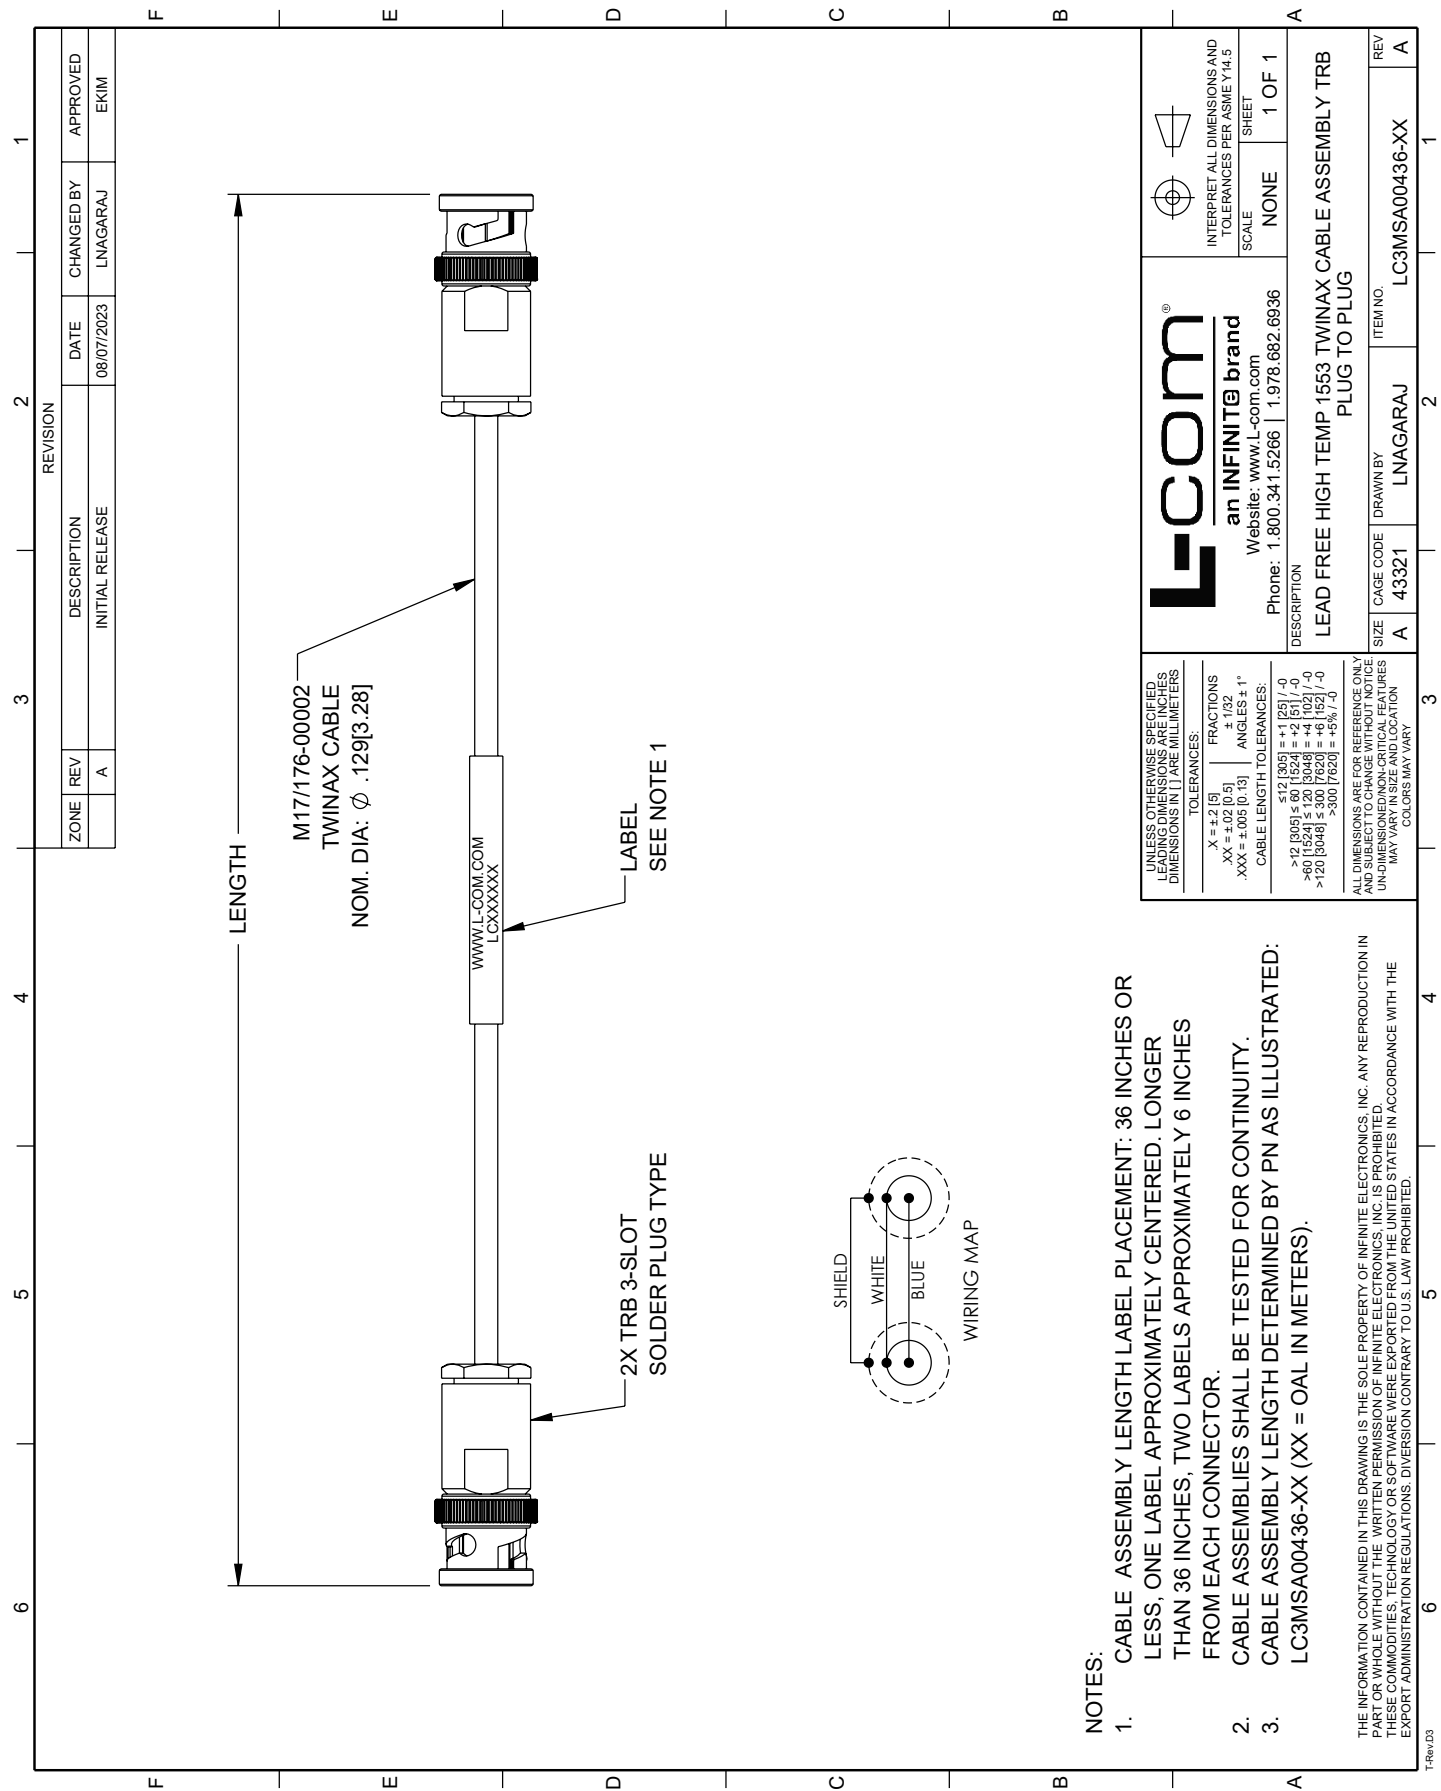 F
E
D
C
B
A
6
5
4
3
2
1
REVISION
ZONE REV DESCRIPTION DATE CHANGED BY APPROVED
A INITIAL RELEASE 08/07/2023 LNAGARAJ EKIM
LENGTH
M17/176-00002
TWINAX CABLE
NOM. DIA: Ø .129[3.28]
WWW.L-COM.COM
LCXXXXXX
LABEL
SEE NOTE 1
2X TRB 3-SLOT
SOLDER PLUG TYPE
SHIELD
WHITE
BLUE
WIRING MAP
NOTES:
1. CABLE ASSEMBLY LENGTH LABEL PLACEMENT: 36 INCHES OR
LESS, ONE LABEL APPROXIMATELY CENTERED. LONGER
THAN 36 INCHES, TWO LABELS APPROXIMATELY 6 INCHES
FROM EACH CONNECTOR.
2. CABLE ASSEMBLIES SHALL BE TESTED FOR CONTINUITY.
3. CABLE ASSEMBLY LENGTH DETERMINED BY PN AS ILLUSTRATED:
LC3MSA00436-XX (XX = OAL IN METERS).
THE INFORMATION CONTAINED IN THIS DRAWING IS THE SOLE PROPERTY OF INFINITE ELECTRONICS, INC. ANY REPRODUCTION IN
PART OR WHOLE WITHOUT THE WRITTEN PERMISSION OF INFINITE ELECTRONICS, INC. IS PROHIBITED.
THESE COMMODITIES, TECHNOLOGY OR SOFTWARE WERE EXPORTED FROM THE UNITED STATES IN ACCORDANCE WITH THE
EXPORT ADMINISTRATION REGULATIONS. DIVERSION CONTRARY TO U.S. LAW PROHIBITED.
UNLESS OTHERWISE SPECIFIED
LEADING DIMENSIONS ARE INCHES
DIMENSIONS IN [ ] ARE MILLIMETERS
TOLERANCES:
.X = ±.2 [5] FRACTIONS
.XX = ±.02 [0.5] ± 1/32
.XXX = ±.005 [0.13] ANGLES ± 1°
CABLE LENGTH TOLERANCES:
≤12 [305] = +1 [25] / -0
>12 [305] ≤ 60 [1524] = +2 [51] / -0
>60 [1524] ≤ 120 [3048] = +4 [102] / -0
>120 [3048] ≤ 300 [7620] = +6 [152] / -0
>300 [7620] = +5% / -0
ALL DIMENSIONS ARE FOR REFERENCE ONLY
AND SUBJECT TO CHANGE WITHOUT NOTICE.
UN-DIMENSIONED/NON-CRITICAL FEATURES
MAY VARY IN SIZE AND LOCATION
COLORS MAY VARY
L-com®
an INFINITe brand
Website: www.L-com.com
Phone: 1.800.341.5266 | 1.978.682.6936
INTERPRET ALL DIMENSIONS AND
TOLERANCES PER ASME Y14.5
SCALE NONE
SHEET 1 OF 1
DESCRIPTION
LEAD FREE HIGH TEMP 1553 TWINAX CABLE ASSEMBLY TRB
PLUG TO PLUG
SIZE A
CAGE CODE 43321
DRAWN BY LNAGARAJ
ITEM NO. LC3MSA00436-XX
REV A
6
5
4
3
2
1
F
E
D
C
B
A
T-Rev.D3